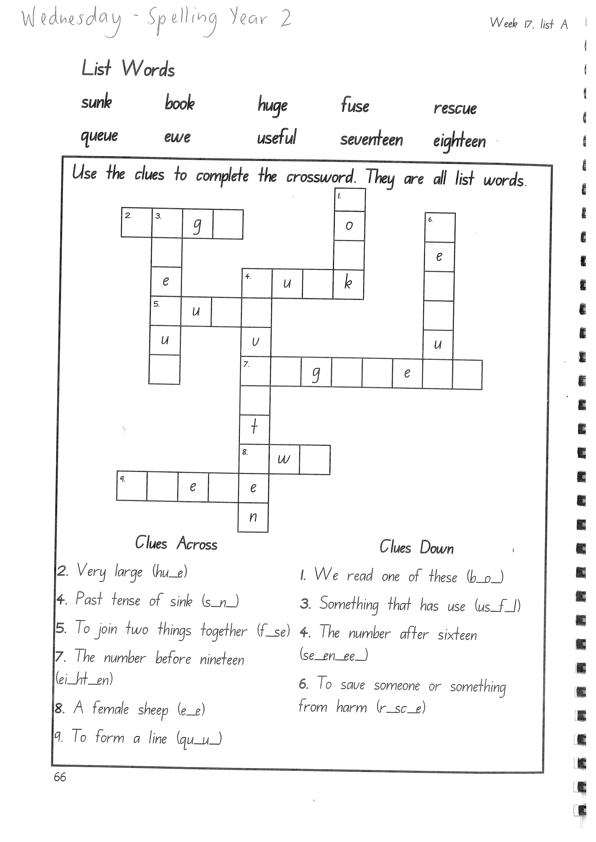 Wednesday - Spelling Year 2
Week 17, list A
List Words
sunk book huge fuse rescue
queue ewe useful seventeen eighteen
Use the clues to complete the crossword. They are all list words.
1.
2. 3. g 6.
o
e
e 4. u k
5. u
u v u
7. g e
t
8. w
9. e e
n
Clues Across
2. Very large (hu_e)
4. Past tense of sink (s_n_)
5. To join two things together (f_se)
7. The number before nineteen
(ei_ht_en)
8. A female sheep (e_e)
9. To form a line (qu_u_)
Clues Down
1. We read one of these (b_o_)
3. Something that has use (us_f_l)
4. The number after sixteen
(se_en_ee_)
6. To save someone or something
from harm (r_sc_e)
66